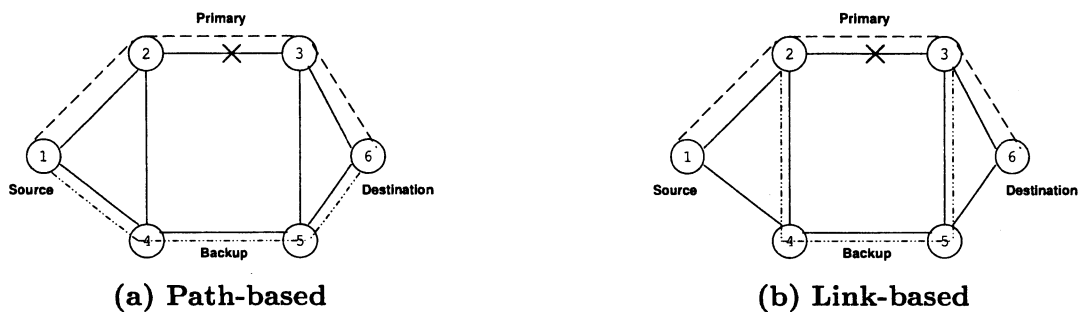 Primary
2
3
1
6
Source
Destination
4
5
Backup
(a) Path-based
Primary
2
3
1
6
Source
Destination
4
5
Backup
(b) Link-based